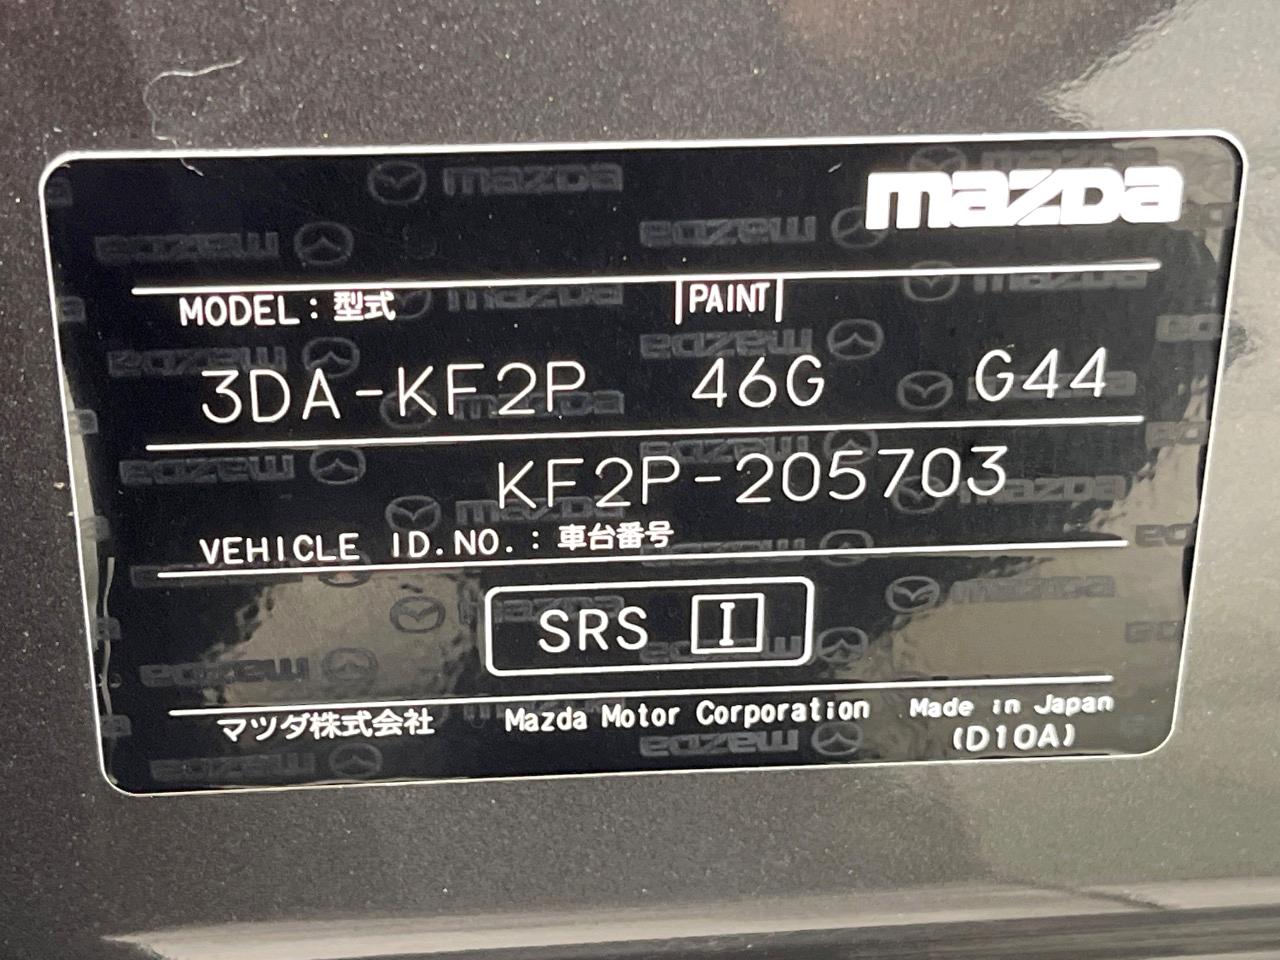 mazda
MODEL : 型式 PAINT
3DA-KF2P 46G G44
KF2P-205703
VEHICLE ID.NO. : 車台番号
SRS I
マツダ株式会社 Mazda Motor Corporation Made in Japan
(D10A)